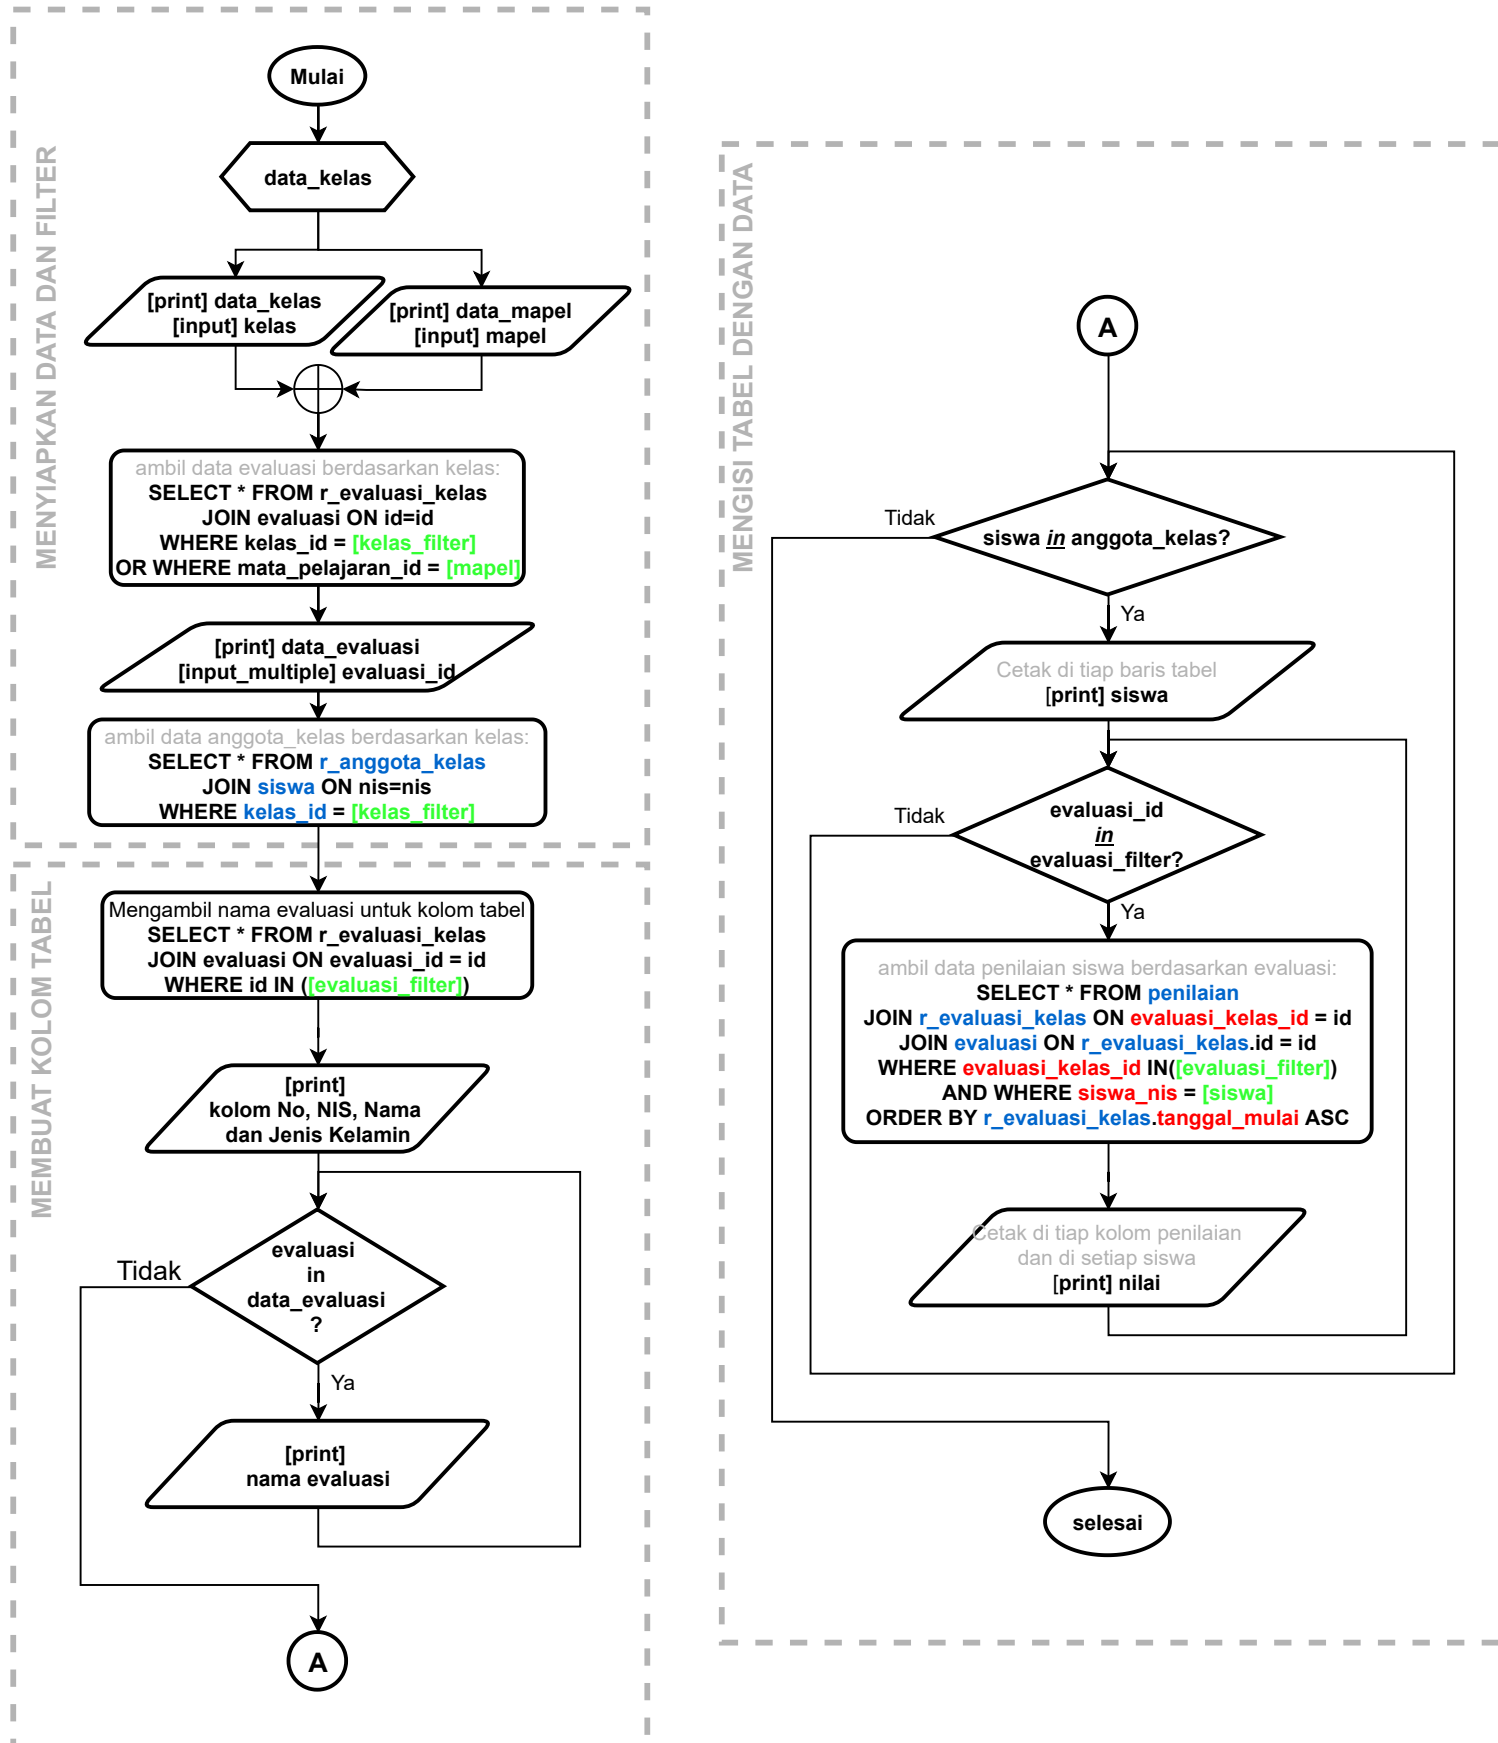 MENYIAPKAN DATA DAN FILTER
Mulai
data_kelas
[print] data_kelas
[input] kelas
[print] data_mapel
[input] mapel
ambil data evaluasi berdasarkan kelas:
SELECT * FROM r_evaluasi_kelas
JOIN evaluasi ON id=id
WHERE kelas_id = [kelas_filter]
OR WHERE mata_pelajaran_id = [mapel]
[print] data_evaluasi
[input_multiple] evaluasi_id
ambil data anggota_kelas berdasarkan kelas:
SELECT * FROM r_anggota_kelas
JOIN siswa ON nis=nis
WHERE kelas_id = [kelas_filter]
MEMBUAT KOLOM TABEL
Mengambil nama evaluasi untuk kolom tabel
SELECT * FROM r_evaluasi_kelas
JOIN evaluasi ON evaluasi_id = id
WHERE id IN ([evaluasi_filter])
[print]
kolom No, NIS, Nama
dan Jenis Kelamin
evaluasi
in
data_evaluasi
?
Tidak
Ya
[print]
nama evaluasi
A
MENGISI TABEL DENGAN DATA
A
siswa in anggota_kelas?
Tidak
Ya
Cetak di tiap baris tabel
[print] siswa
evaluasi_id
in
evaluasi_filter?
Tidak
Ya
ambil data penilaian siswa berdasarkan evaluasi:
SELECT * FROM penilaian
JOIN r_evaluasi_kelas ON evaluasi_kelas_id = id
JOIN evaluasi ON r_evaluasi_kelas.id = id
WHERE evaluasi_kelas_id IN([evaluasi_filter])
AND WHERE siswa_nis = [siswa]
ORDER BY r_evaluasi_kelas.tanggal_mulai ASC
Cetak di tiap kolom penilaian
dan di setiap siswa
[print] nilai
selesai